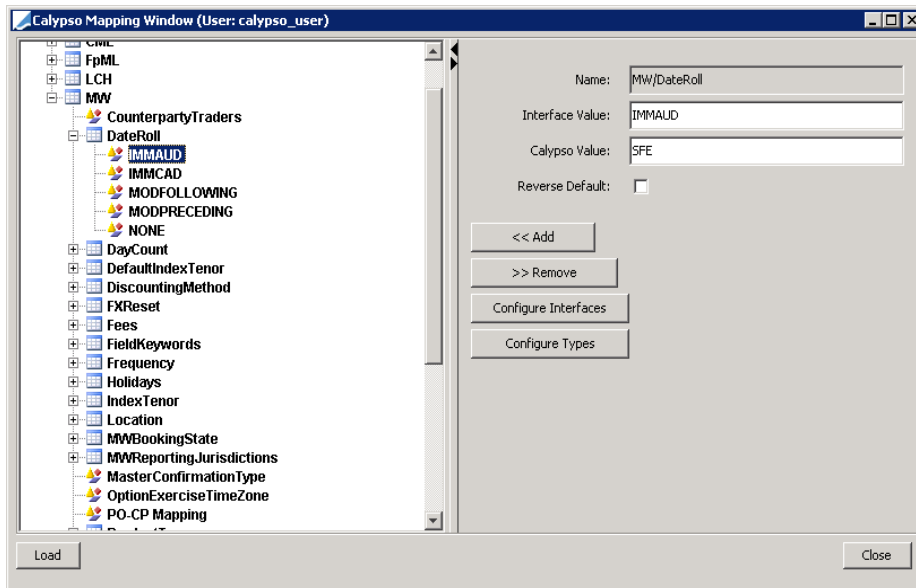 Calypso Mapping Window (User: calypso_user)
CME
FpML
LCH
MW
CounterpartyTraders
DateRoll
IMMAUD
IMMCAD
MODFOLLOWING
MODPRECEDING
NONE
DayCount
DefaultIndexTenor
DiscountingMethod
FXReset
Fees
FieldKeywords
Frequency
Holidays
IndexTenor
Location
MWBookingState
MWReportingJurisdictions
MasterConfirmationType
OptionExerciseTimeZone
PO-CP Mapping
Name: MW/DateRoll
Interface Value: IMMAUD
Calypso Value: SFE
Reverse Default:
<< Add
>> Remove
Configure Interfaces
Configure Types
Load
Close